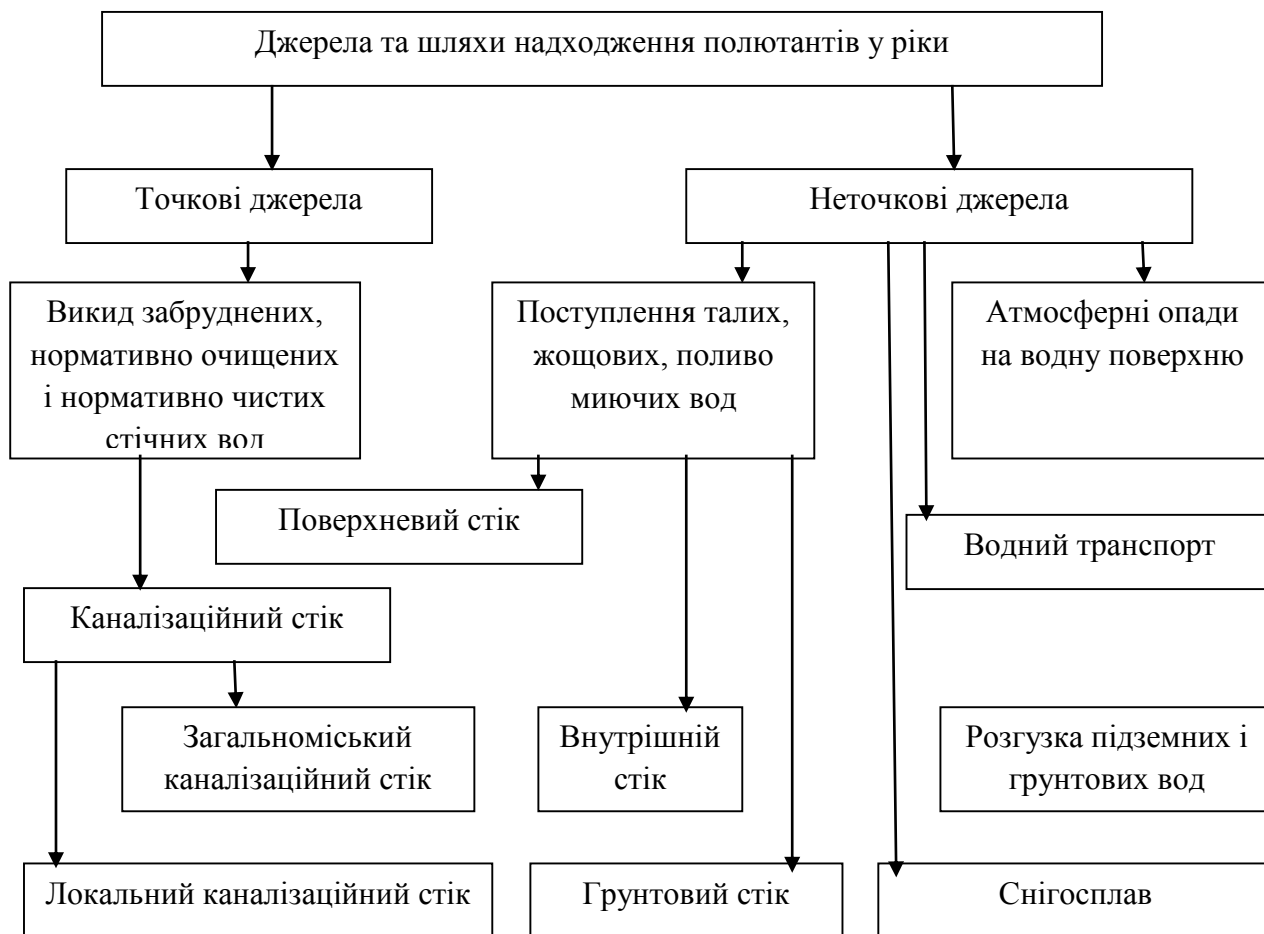 Джерела та шляхи надходження полютантів у ріки
Точкові джерела
Неточкові джерела
Викид забруднених,
нормативно очищених
і нормативно чистих
стічних вод
Поступлення талих,
жощових, поливо
миючих вод
Атмосферні опади
на водну поверхню
Поверхневий стік
Водний транспорт
Каналізаційний стік
Загальноміський
каналізаційний стік
Внутрішній
стік
Розгузка підземних і
грунтових вод
Локальний каналізаційний стік
Грунтовий стік
Снігосплав